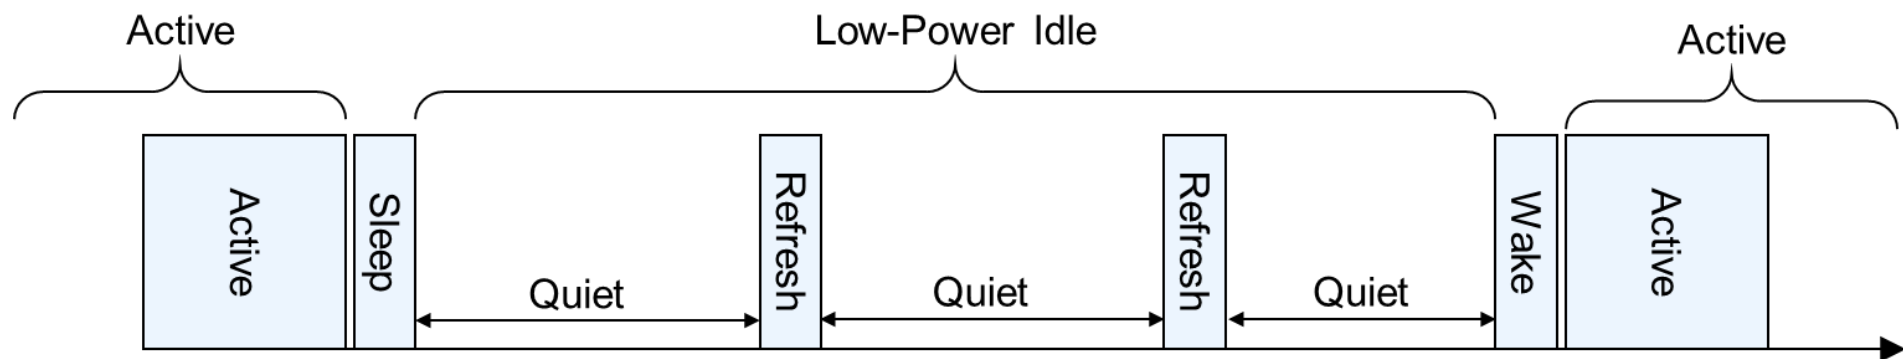 Active
Low-Power Idle
Active
Active
Sleep
Quiet
Refresh
Quiet
Refresh
Quiet
Wake
Active